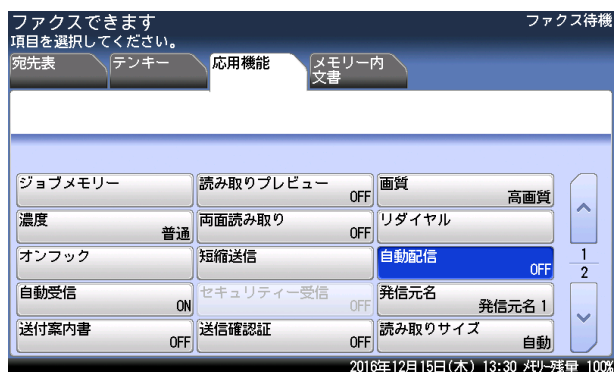 ファクスできます
ファクス待機
項目を選択してください。
宛先表
テンキー
応用機能
メモリー内
文書
ジョブメモリー
読み取りプレビュー
OFF
画質
高画質
濃度
普通
両面読み取り
OFF
リダイヤル
オンフック
短縮送信
自動配信
OFF
1
2
自動受信
ON
セキュリティー受信
OFF
発信元名
発信元名 1
送付案内書
OFF
送信確認証
OFF
読み取りサイズ
自動
2016年12月15日(木) 13:30 メモリー残量 100%